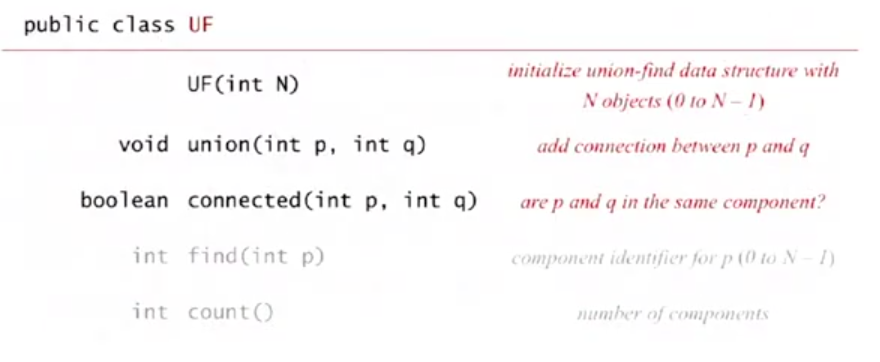 public class UF
UF(int N)
initialize union-find data structure with
N objects (0 to N – 1)
void union(int p, int q)
add connection between p and q
boolean connected(int p, int q)
are p and q in the same component?
int find(int p)
component identifier for p (0 to N – 1)
int count()
number of components